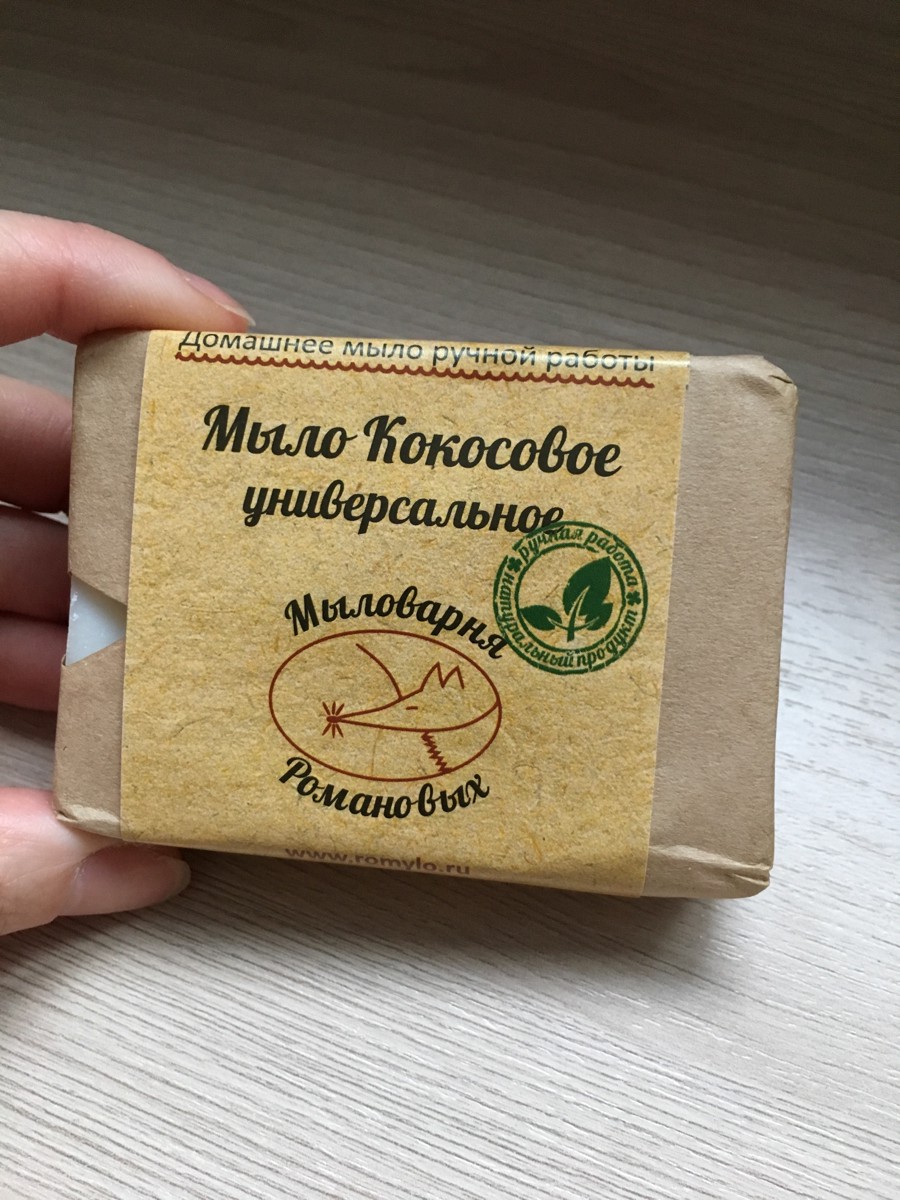 Домашнее мыло ручной работы
Мыло Кокосовое
универсальное
ручная работа
натуральный продукт
Мыловарня
Романовых
www.romylo.ru